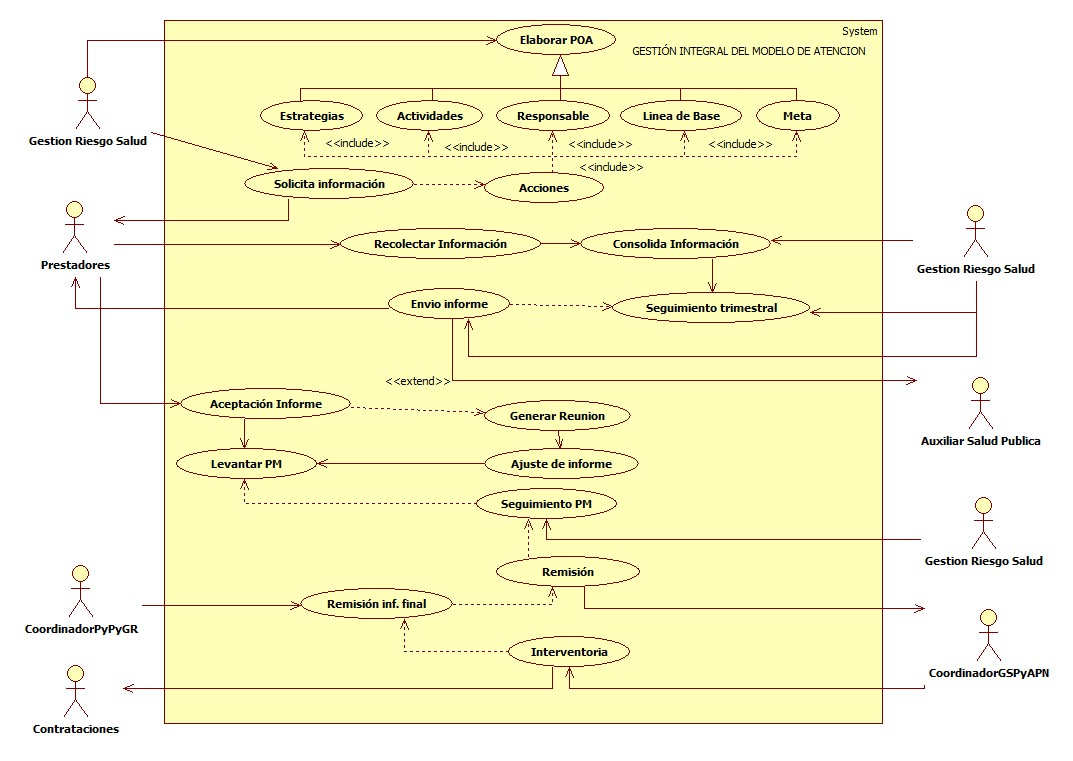 System
Elaborar POA
GESTIÓN INTEGRAL DEL MODELO DE ATENCION
Estrategias
Actividades
Responsable
Linea de Base
Meta
Gestion Riesgo Salud
<<include>>
<<include>>
<<include>>
<<include>>
<<include>>
Solicita información
Acciones
Prestadores
Recolectar Información
Consolida Información
Gestion Riesgo Salud
Envio informe
Seguimiento trimestral
<<extend>>
Aceptación Informe
Generar Reunion
Auxiliar Salud Publica
Levantar PM
Ajuste de informe
Seguimiento PM
Gestion Riesgo Salud
Remisión
Remisión inf. final
CoordinadorPyPyGR
Interventoria
CoordinadorGSPyAPN
Contrataciones